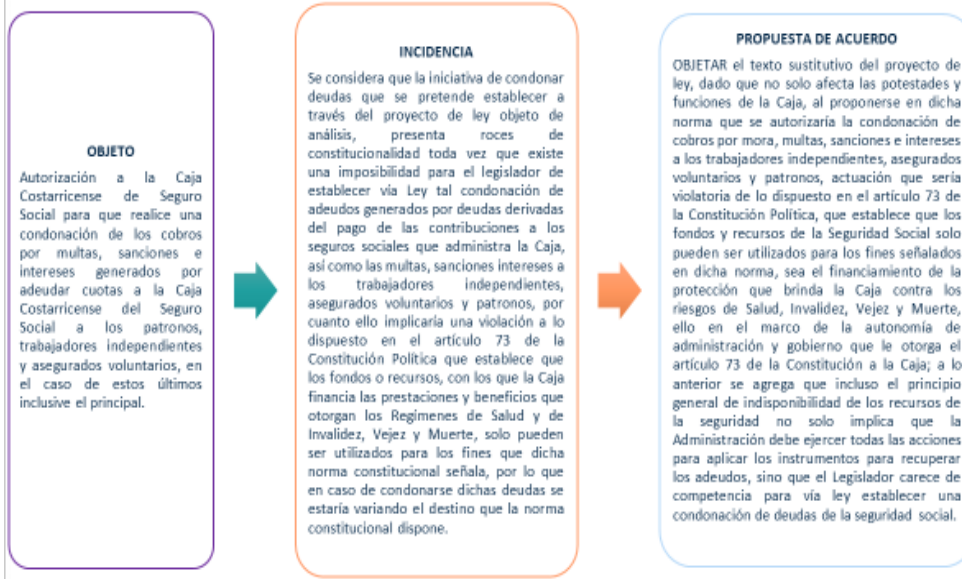 OBJETO
Autorización a la Caja
Costarricense de Seguro
Social para que realice una
condonación de los cobros
por multas, sanciones e
intereses generados por
adeudar cuotas a la Caja
Costarricense del Seguro
Social a los patronos,
trabajadores independientes
y asegurados voluntarios, en
el caso de estos últimos
inclusive el principal.
INCIDENCIA
Se considera que la iniciativa de condonar
deudas que se pretende establecer a
través del proyecto de ley objeto de
análisis, presenta roces de
constitucionalidad toda vez que existe
una imposibilidad para el legislador de
establecer vía Ley tal condonación de
adeudos generados por deudas derivadas
del pago de las contribuciones a los
seguros sociales que administra la Caja,
así como las multas, sanciones intereses a
los trabajadores independientes,
asegurados voluntarios y patronos, por
cuanto ello implicaría una violación a lo
dispuesto en el artículo 73 de la
Constitución Política que establece que
los fondos o recursos, con los que la Caja
financia las prestaciones y beneficios que
otorgan los Regímenes de Salud y de
Invalidez, Vejez y Muerte, solo pueden
ser utilizados para los fines que dicha
norma constitucional señala, por lo que
en caso de condonarse dichas deudas se
estaría variando el destino que la norma
constitucional dispone.
PROPUESTA DE ACUERDO
OBJETAR el texto sustitutivo del proyecto de
ley, dado que no solo afecta las potestades y
funciones de la Caja, al proponerse en dicha
norma que se autorizaría la condonación de
cobros por mora, multas, sanciones e intereses
a los trabajadores independientes, asegurados
voluntarios y patronos, actuación que sería
violatoria de lo dispuesto en el artículo 73 de
la Constitución Política, que establece que los
fondos y recursos de la Seguridad Social solo
pueden ser utilizados para los fines señalados
en dicha norma, sea el financiamiento de la
protección que brinda la Caja contra los
riesgos de Salud, Invalidez, Vejez y Muerte,
ello en el marco de la autonomía de
administración y gobierno que le otorga el
artículo 73 de la Constitución a la Caja; a lo
anterior se agrega que incluso el principio
general de indisponibilidad de los recursos de
la seguridad no solo implica que la
Administración debe ejercer todas las acciones
para aplicar los instrumentos para recuperar
los adeudos, sino que el Legislador carece de
competencia para vía ley establecer una
condonación de deudas de la seguridad social.